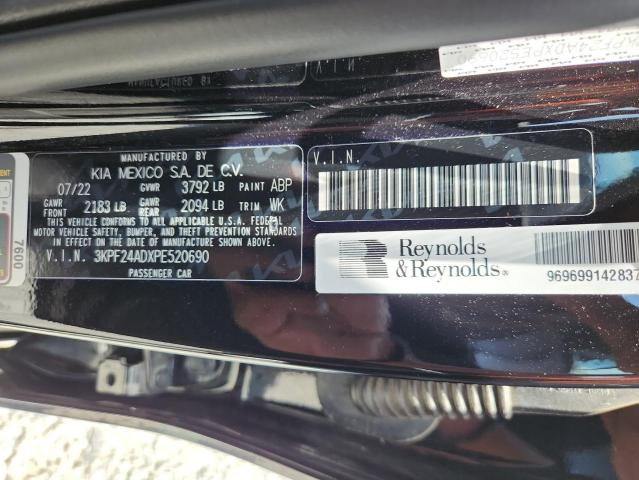 MANUFACTURED BY
KIA MEXICO S.A. DE C.V.
07/22 GVWR 3792 LB PAINT ABP
GAWR FRONT 2183 LB GAWR REAR 2094 LB TRIM WK
THIS VEHICLE CONFORMS TO ALL APPLICABLE U.S.A. FEDERAL
MOTOR VEHICLE SAFETY, BUMPER, AND THEFT PREVENTION STANDARDS
IN EFFECT ON THE DATE OF MANUFACTURE SHOWN ABOVE.
V.I.N. 3KPF24ADXPE520690
PASSENGER CAR
V.I.N.
Reynolds
& Reynolds®
969699142837
7600